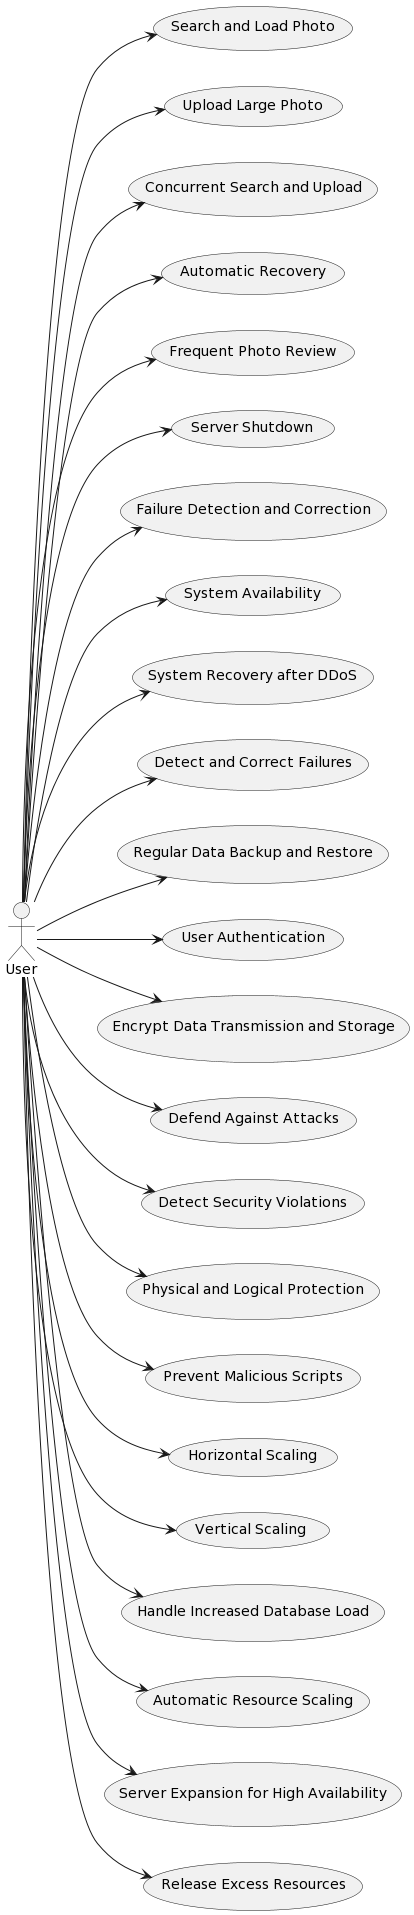 Search and Load Photo
Upload Large Photo
Concurrent Search and Upload
Automatic Recovery
Frequent Photo Review
Server Shutdown
Failure Detection and Correction
System Availability
System Recovery after DDoS
Detect and Correct Failures
Regular Data Backup and Restore
User Authentication
User
Encrypt Data Transmission and Storage
Defend Against Attacks
Detect Security Violations
Physical and Logical Protection
Prevent Malicious Scripts
Horizontal Scaling
Vertical Scaling
Handle Increased Database Load
Automatic Resource Scaling
Server Expansion for High Availability
Release Excess Resources